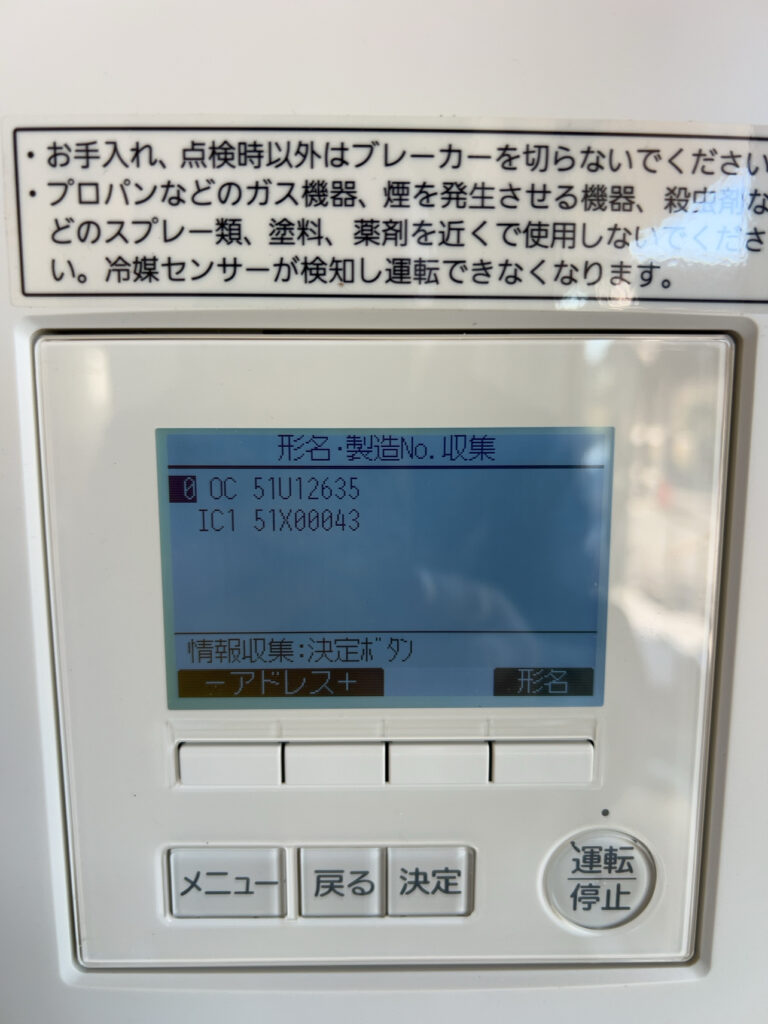 ・お手入れ、点検時以外はブレーカーを切らないでください
・プロパンなどのガス機器、煙を発生させる機器、殺虫剤な
どのスプレー類、塗料、薬剤を近くで使用しないでくださ
い。冷媒センサーが検知し運転できなくなります。
形名・製造No.収集
0 OC 51U12635
IC1 51X00043
情報収集:決定ボタン
－アドレス＋ 形名
メニュー 戻る 決定
運転
停止